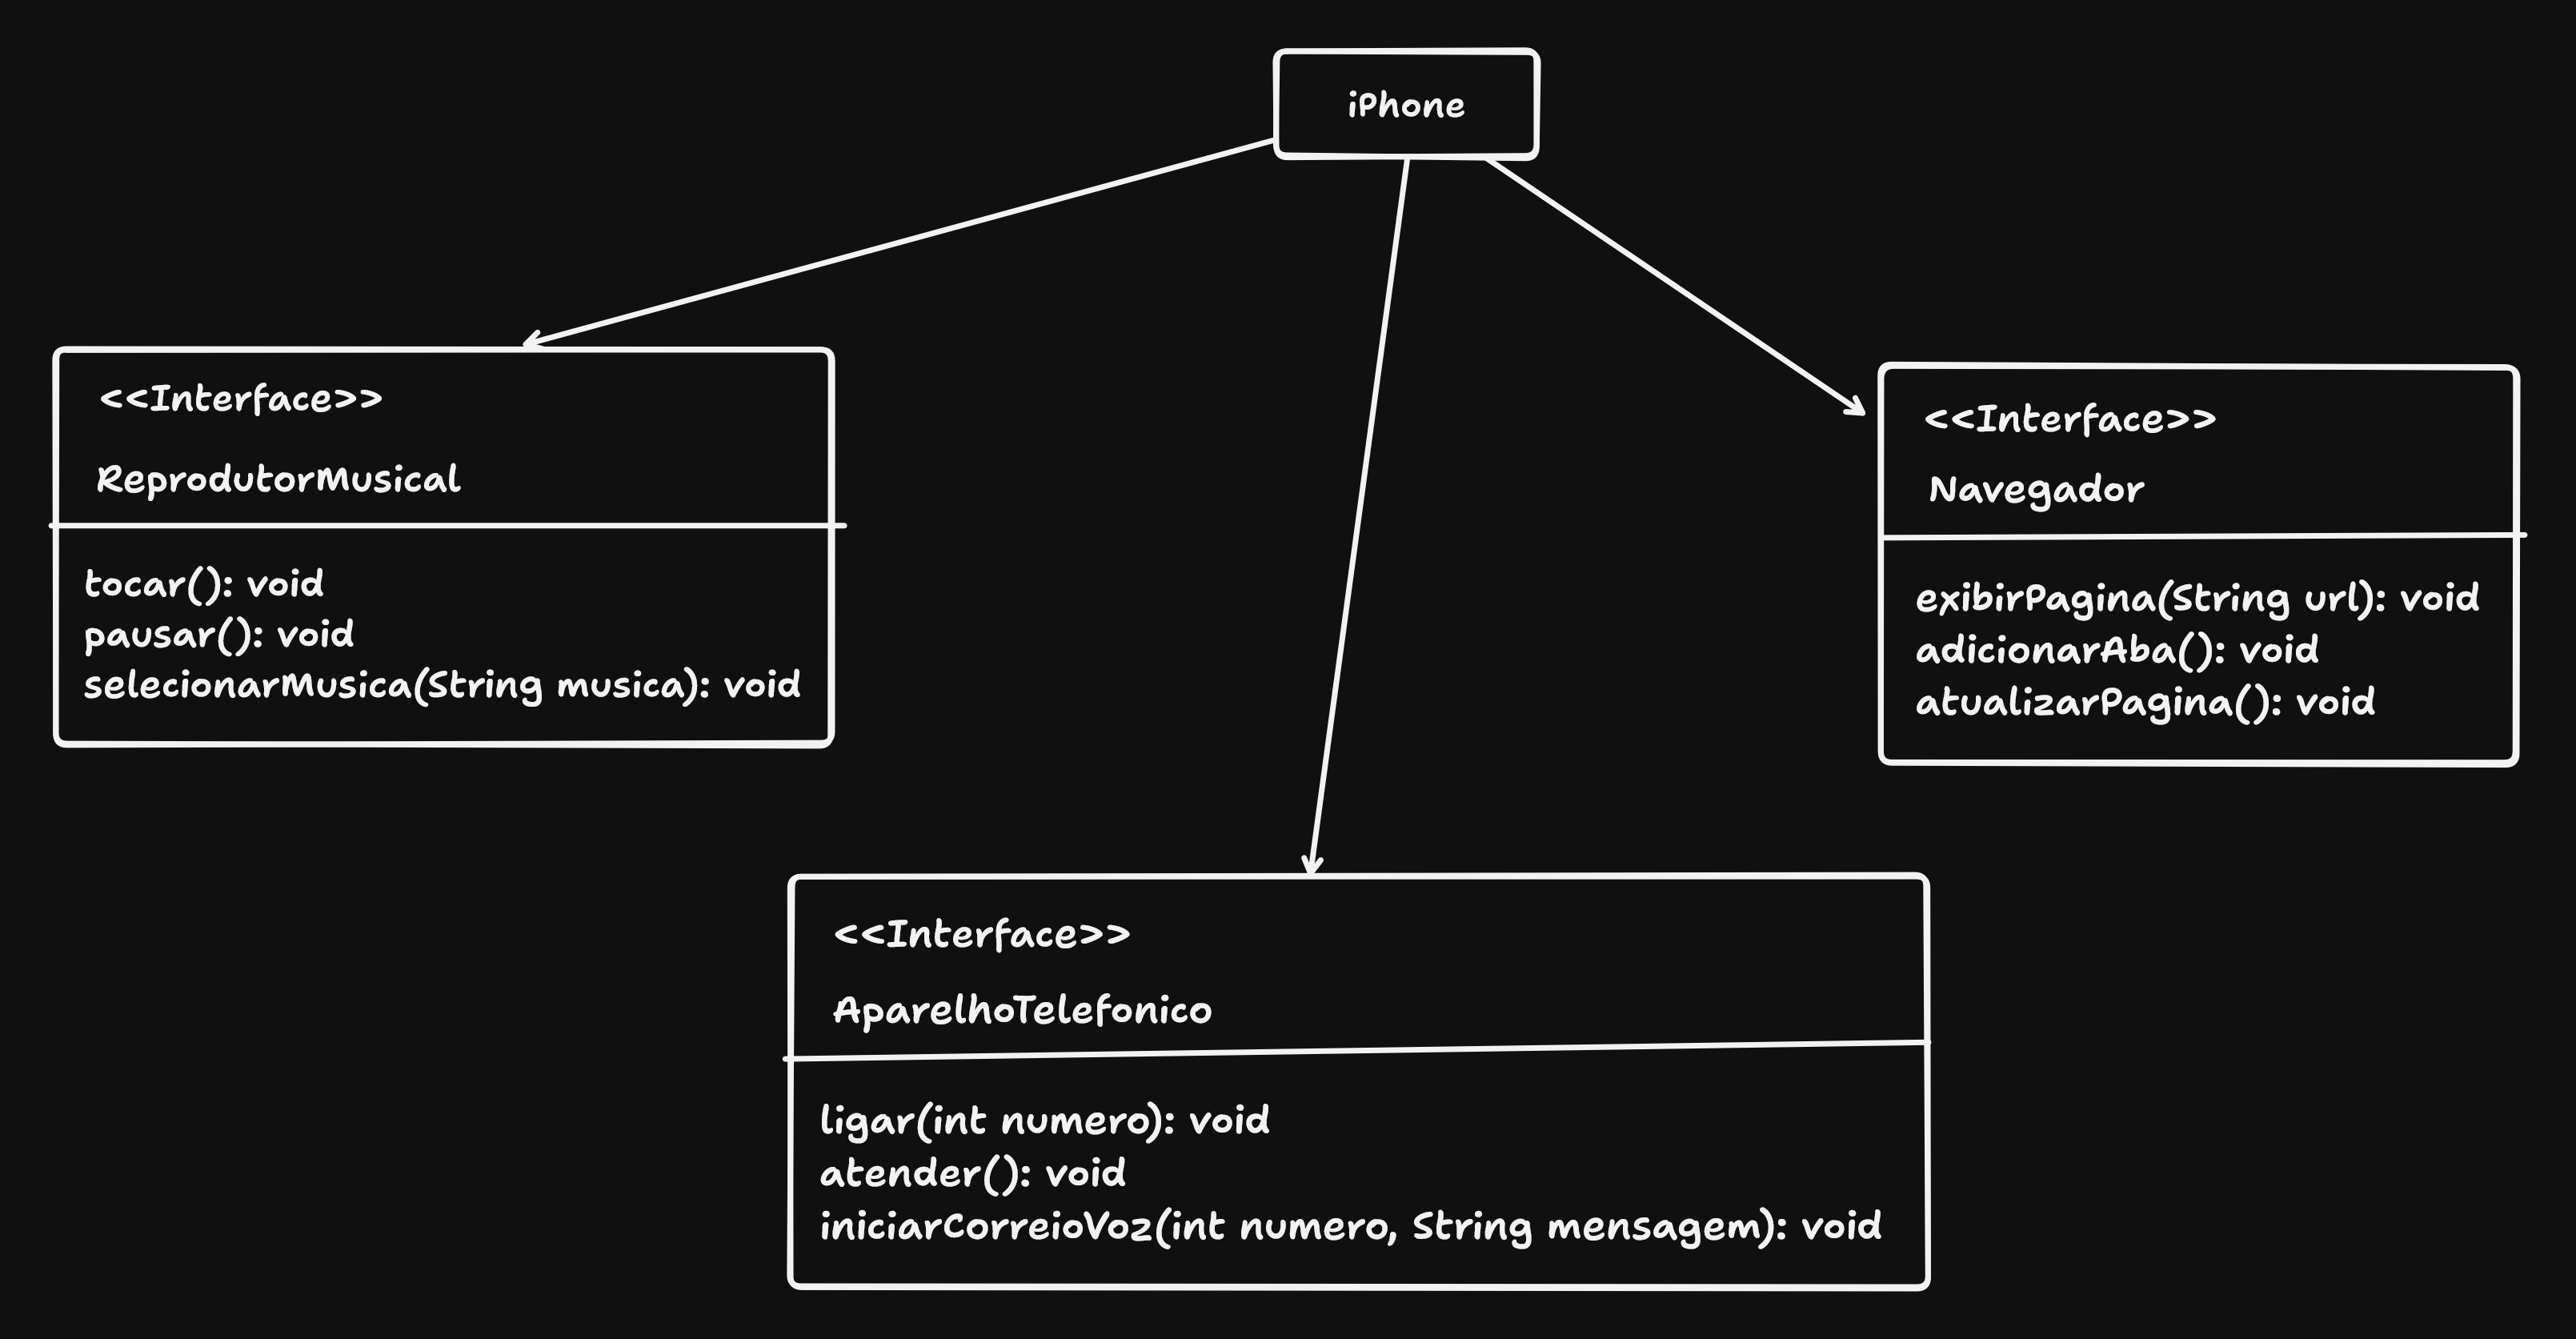 iPhone
<<Interface>>
ReprodutorMusical
tocar(): void
pausar(): void
selecionarMusica(String musica): void
<<Interface>>
Navegador
exibirPagina(String url): void
adicionarAba(): void
atualizarPagina(): void
<<Interface>>
AparelhoTelefonico
ligar(int numero): void
atender(): void
iniciarCorreioVoz(int numero, String mensagem): void